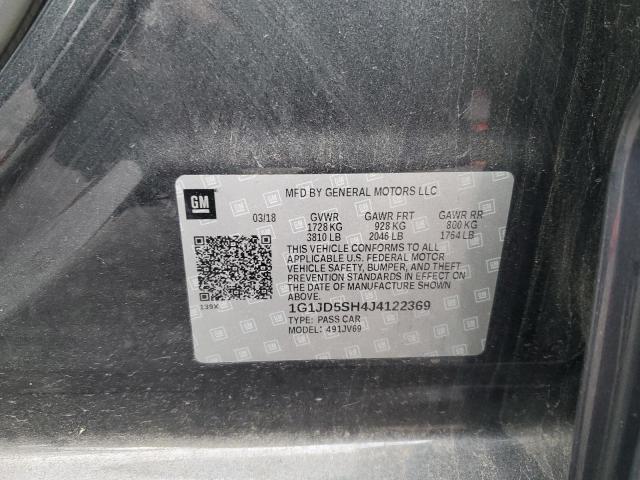 GM
MFD BY GENERAL MOTORS LLC
03/18 GVWR GAWR FRT GAWR RR
1728 KG 928 KG 800 KG
3810 LB 2046 LB 1764 LB
THIS VEHICLE CONFORMS TO ALL
APPLICABLE U.S. FEDERAL MOTOR
VEHICLE SAFETY, BUMPER, AND THEFT
PREVENTION STANDARDS IN EFFECT ON
THE DATE OF MANUFACTURE SHOWN
ABOVE.
139X
1G1JD5SH4J4122369
TYPE: PASS CAR
MODEL: 491JV69